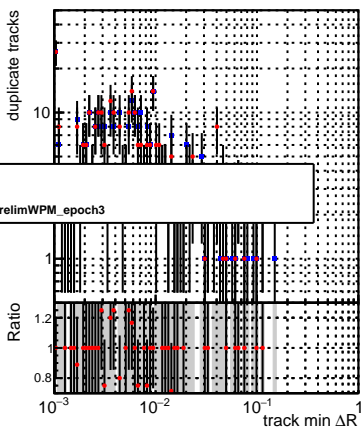 duplicate tracks
10
relimWPM_epoch3
1
Ratio
1.2
1
0.8
10⁻³
10⁻²
10⁻¹
1
track min ΔR